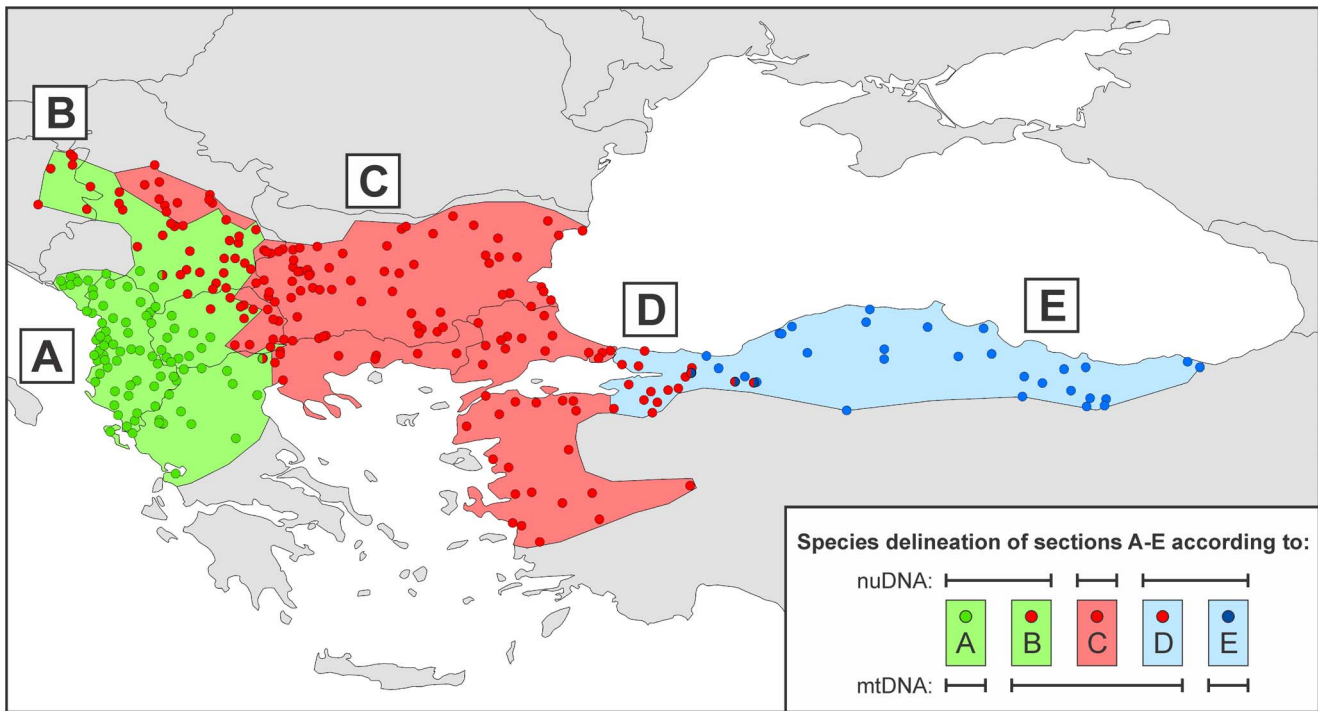 B
C
A
D
E
Species delineation of sections A-E according to:
nuDNA:
A B C D E
mtDNA: